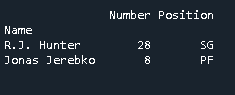 Number Position
Name
R.J. Hunter 28 SG
Jonas Jerebko 8 PF